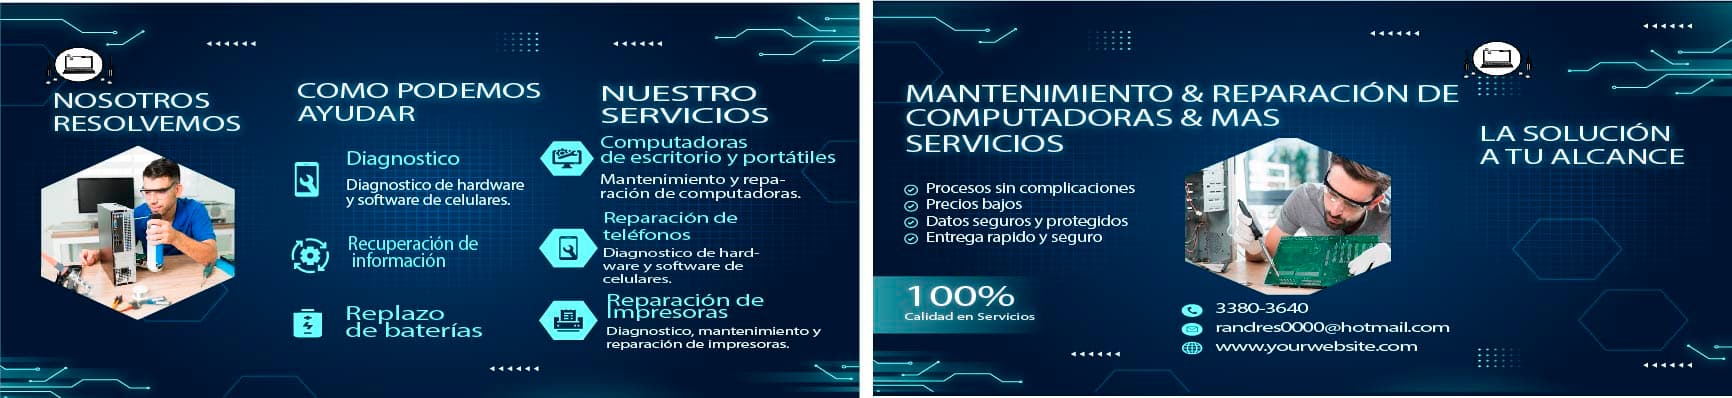 NOSOTROS
RESOLVEMOS
COMO PODEMOS
AYUDAR
Diagnostico
Diagnostico de hardware
y software de celulares.
Recuperación de
información
Replazo
de baterías
NUESTRO
SERVICIOS
Computadoras
de escritorio y portátiles
Mantenimiento y repa-
ración de computadoras.
Reparación de
teléfonos
Diagnostico de hard-
ware y software de
celulares.
Reparación de
Impresoras
Diagnostico, mantenimiento y
reparación de impresoras.
MANTENIMIENTO & REPARACIÓN DE
COMPUTADORAS & MAS
SERVICIOS
Procesos sin complicaciones
Precios bajos
Datos seguros y protegidos
Entrega rapido y seguro
100%
Calidad en Servicios
3380-3640
randres0000@hotmail.com
www.yourwebsite.com
LA SOLUCIÓN
A TU ALCANCE